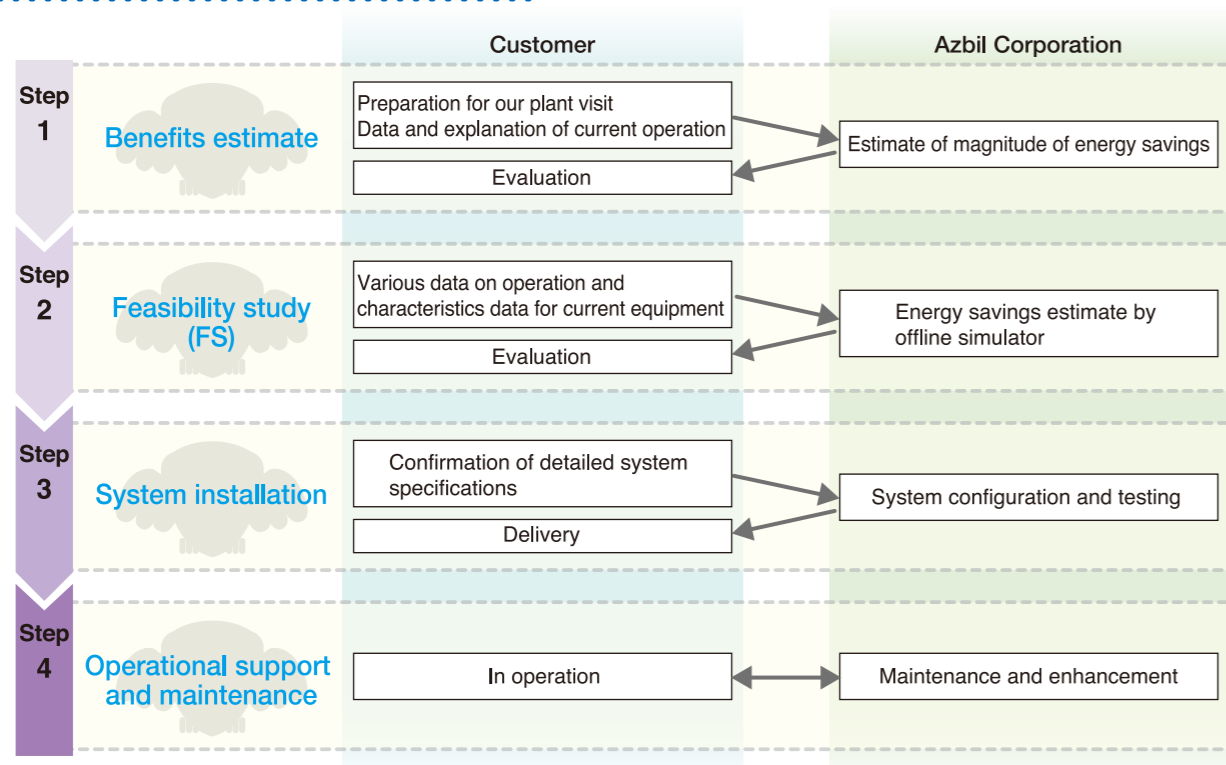 Customer
Azbil Corporation
Step
1
Benefits estimate
Preparation for our plant visit
Data and explanation of current operation
Estimate of magnitude of energy savings
Evaluation
Step
2
Feasibility study
(FS)
Various data on operation and
characteristics data for current equipment
Energy savings estimate by
offline simulator
Evaluation
Step
3
System installation
Confirmation of detailed system
specifications
System configuration and testing
Delivery
Step
4
Operational support
and maintenance
In operation
Maintenance and enhancement